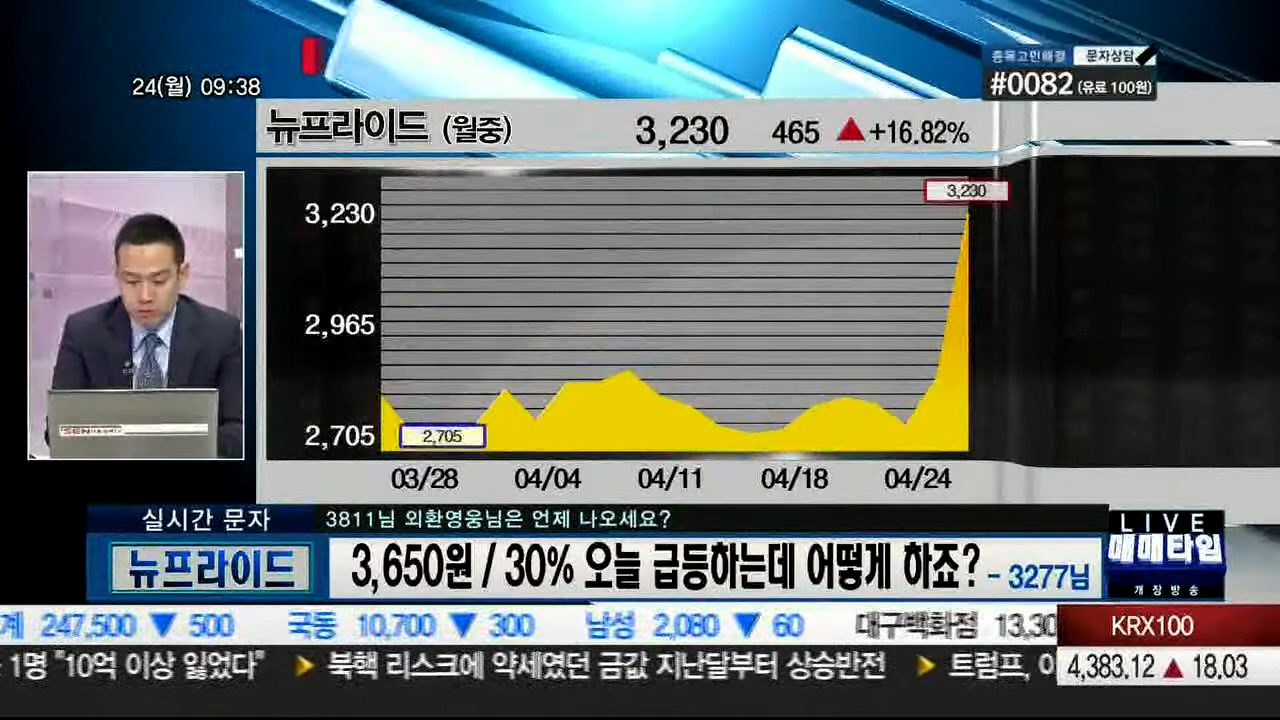 24(월) 09:38
종목고민해결 문자상담
#0082 (유료 100원)
뉴프라이드 (월중) 3,230 465 ▲ +16.82%
3,230
3,230
2,965
2,705
2,705
03/28 04/04 04/11 04/18 04/24
SEN
실시간 문자 3811님 외환영웅님은 언제 나오세요?
뉴프라이드 3,650원 / 30% 오늘 급등하는데 어떻게 하죠? - 3277님
LIVE
매매타임
개장방송
계 247,500 ▼ 500 국동 10,700 ▼ 300 남성 2,080 ▼ 60 대구백화점 13,30
KRX100
1명 "10억 이상 잃었다" 북핵 리스크에 약세였던 금값 지난달부터 상승반전 트럼프,
4,383.12 ▲ 18.03